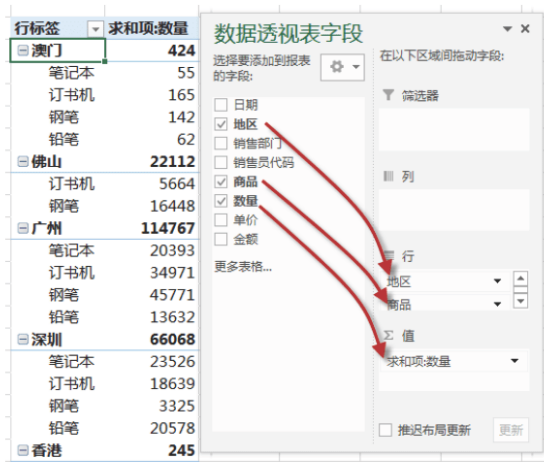 行标签 求和项:数量
澳门 424
笔记本 55
订书机 165
钢笔 142
铅笔 62
佛山 22112
订书机 5664
钢笔 16448
广州 114767
笔记本 20393
订书机 34971
钢笔 45771
铅笔 13632
深圳 66068
笔记本 23526
订书机 18639
钢笔 3325
铅笔 20578
香港 245
数据透视表字段
选择要添加到报表
的字段:
日期
地区
销售部门
销售员代码
商品
数量
单价
金额
更多表格...
在以下区域间拖动字段:
筛选器
列
行
地区
商品
Σ 值
求和项:数量
推迟布局更新 更新